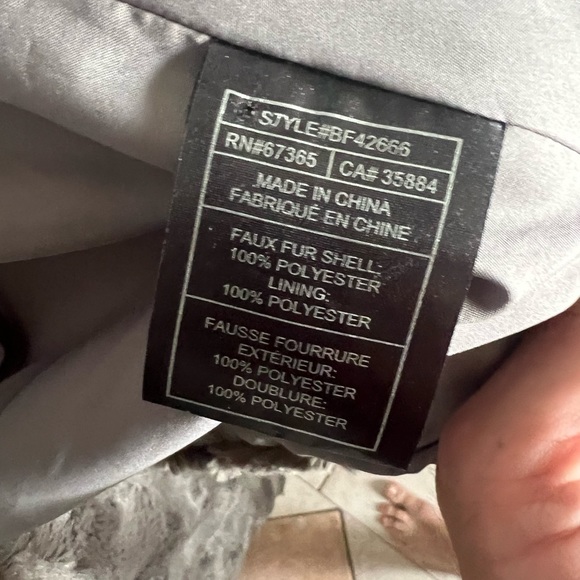 STYLE#BF42666
RN#67365 CA# 35884
MADE IN CHINA
FABRIQUÉ EN CHINE
FAUX FUR SHELL:
100% POLYESTER
LINING:
100% POLYESTER
FAUSSE FOURRURE
EXTÉRIEUR:
100% POLYESTER
DOUBLURE:
100% POLYESTER